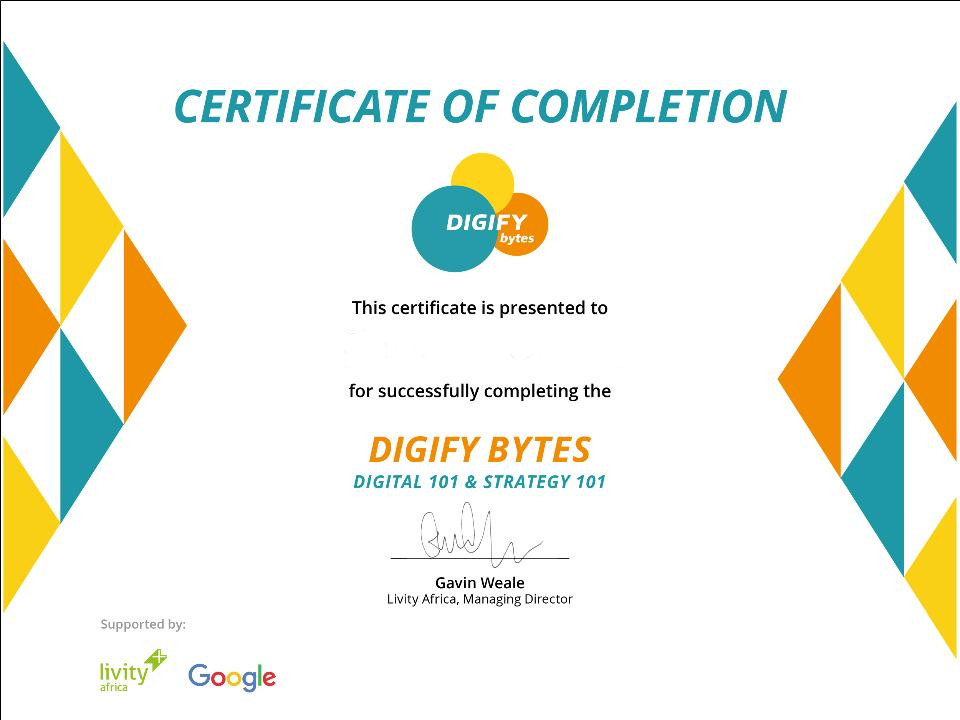 CERTIFICATE OF COMPLETION
DIGIFY
bytes
This certificate is presented to
for successfully completing the
DIGIFY BYTES
DIGITAL 101 & STRATEGY 101
Gavin Weale
Livity Africa, Managing Director
Supported by:
livity
africa
Google